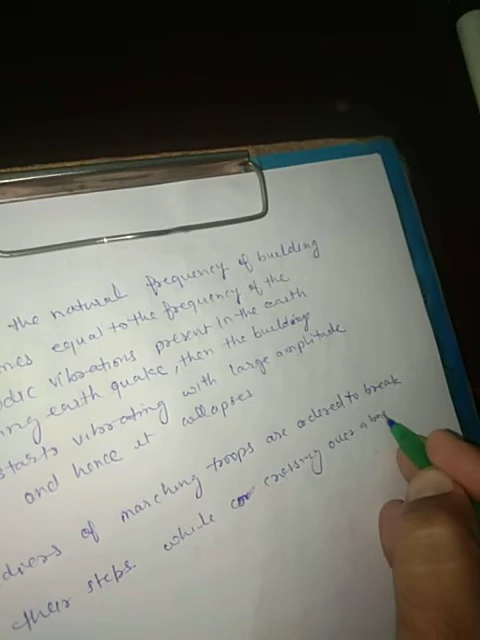 the natural frequency of building
mes equal to the frequency of the
odic vibrations present in the earth
ing earth quake, then the building
starts vibrating with large amplitude
and hence it collapses
diers of marching troops are ordered to break
their steps. while crossing over a